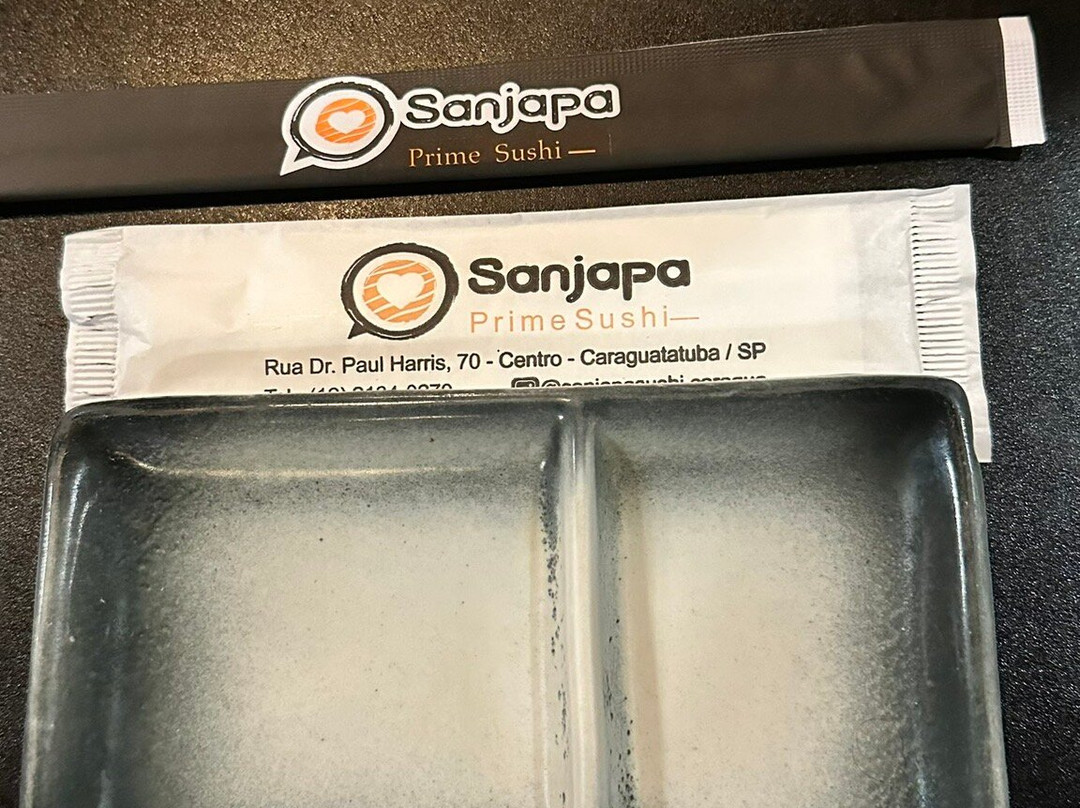 Sanjapa
Prime Sushi —
Sanjapa
Prime Sushi —
Rua Dr. Paul Harris, 70 - Centro - Caraguatatuba / SP